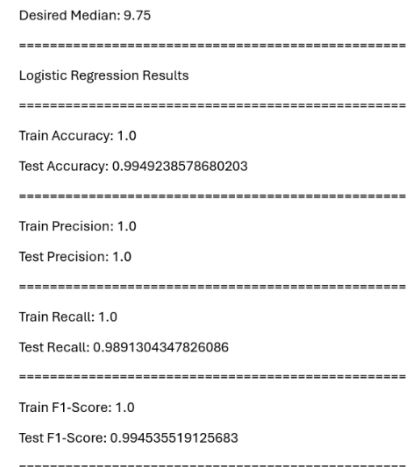 Desired Median: 9.75
==================================================
Logistic Regression Results
==================================================
Train Accuracy: 1.0
Test Accuracy: 0.9949238578680203
==================================================
Train Precision: 1.0
Test Precision: 1.0
==================================================
Train Recall: 1.0
Test Recall: 0.9891304347826086
==================================================
Train F1-Score: 1.0
Test F1-Score: 0.994535519125683
==================================================